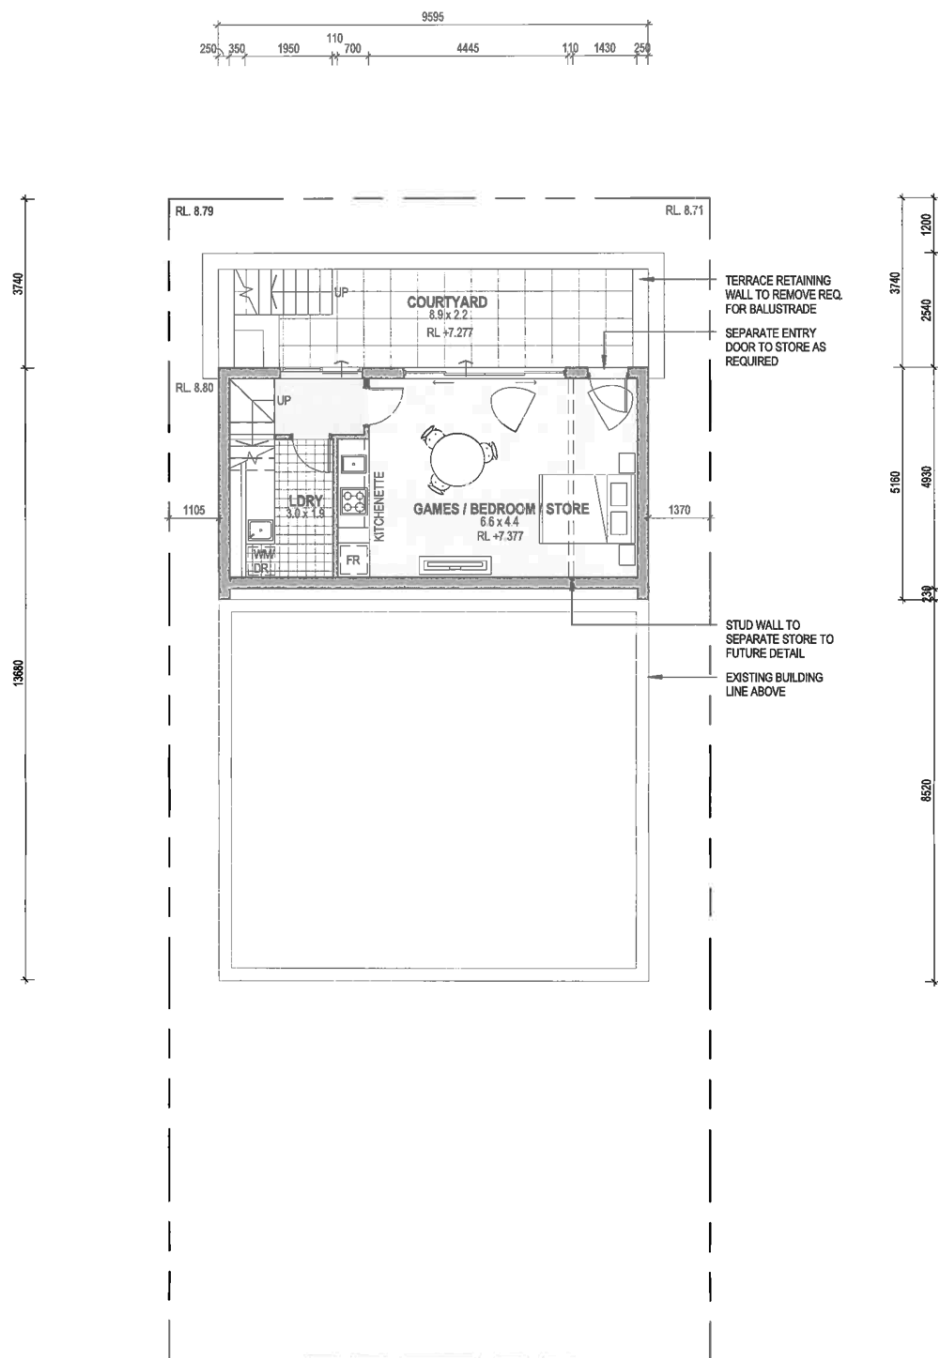 9595
110
250 350 1950 700 4445 110 1430 250
RL. 8.79
RL. 8.71
1200
3740
3740
2540
UP
COURTYARD
8.9 x 2.2
RL +7.277
TERRACE RETAINING
WALL TO REMOVE REQ.
FOR BALUSTRADE
SEPARATE ENTRY
DOOR TO STORE AS
REQUIRED
RL. 8.80
UP
KITCHENETTE
LDRY
3.0 x 1.9
GAMES / BEDROOM / STORE
6.6 x 4.4
RL +7.377
1105
1370
5160
4930
WM
DR
FR
230
STUD WALL TO
SEPARATE STORE TO
FUTURE DETAIL
EXISTING BUILDING
LINE ABOVE
13680
8520